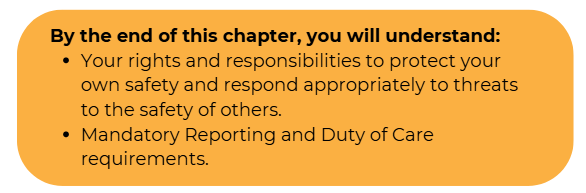 By the end of this chapter, you will understand:
• Your rights and responsibilities to protect your
own safety and respond appropriately to threats
to the safety of others.
• Mandatory Reporting and Duty of Care
requirements.